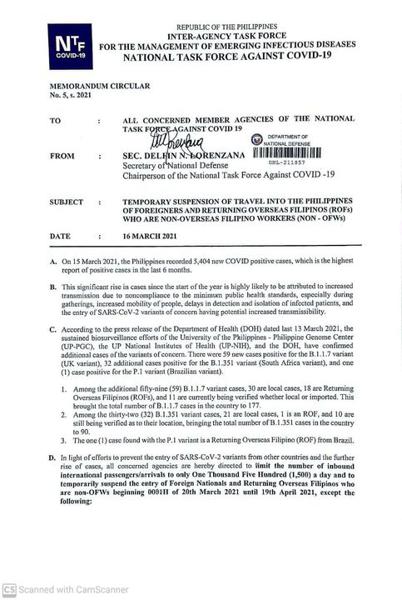 REPUBLIC OF THE PHILIPPINES
INTER-AGENCY TASK FORCE
FOR THE MANAGEMENT OF EMERGING INFECTIOUS DISEASES
NATIONAL TASK FORCE AGAINST COVID-19
NTF
COVID-19
MEMORANDUM CIRCULAR
No. 5, s. 2021
TO : ALL CONCERNED MEMBER AGENCIES OF THE NATIONAL
TASK FORCE AGAINST COVID 19
DEPARTMENT OF
NATIONAL DEFENSE
FROM : SEC. DELFIN N. LORENZANA
Secretary of National Defense
Chairperson of the National Task Force Against COVID -19
SUBJECT : TEMPORARY SUSPENSION OF TRAVEL INTO THE PHILIPPINES
OF FOREIGNERS AND RETURNING OVERSEAS FILIPINOS (ROFs)
WHO ARE NON-OVERSEAS FILIPINO WORKERS (NON - OFWs)
DATE : 16 MARCH 2021
A. On 15 March 2021, the Philippines recorded 5,404 new COVID positive cases, which is the highest
report of positive cases in the last 6 months.
B. This significant rise in cases since the start of the year is highly likely to be attributed to increased
transmission due to noncompliance to the minimum public health standards, especially during
gatherings, increased mobility of people, delays in detection and isolation of infected patients, and
the entry of SARS-CoV-2 variants of concern having potential increased transmissibility.
C. According to the press release of the Department of Health (DOH) dated last 13 March 2021, the
sustained biosurveillance efforts of the University of the Philippines - Philippine Genome Center
(UP-PGC), the UP National Institutes of Health (UP-NIH), and the DOH, have confirmed
additional cases of the variants of concern. There were 59 new cases positive for the B.1.1.7 variant
(UK variant), 32 additional cases positive for the B.1.351 variant (South Africa variant), and one
(1) case positive for the P.1 variant (Brazilian variant).
1. Among the additional fifty-nine (59) B.1.1.7 variant cases, 30 are local cases, 18 are Returning
Overseas Filipinos (ROFs), and 11 are currently being verified whether local or imported. This
brought the total number of B.1.1.7 cases in the country to 177.
2. Among the thirty-two (32) B.1.351 variant cases, 21 are local cases, 1 is an ROF, and 10 are
still being verified as to their location, bringing the total number of B.1.351 cases in the country
to 90.
3. The one (1) case found with the P.1 variant is a Returning Overseas Filipino (ROF) from Brazil.
D. In light of efforts to prevent the entry of SARS-CoV-2 variants from other countries and the further
rise of cases, all concerned agencies are hereby directed to limit the number of inbound
international passengers/arrivals to only One Thousand Five Hundred (1,500) a day and to
temporarily suspend the entry of Foreign Nationals and Returning Overseas Filipinos who
are non-OFWs beginning 0001H of 20th March 2021 until 19th April 2021, except the
following:
CS Scanned with CamScanner